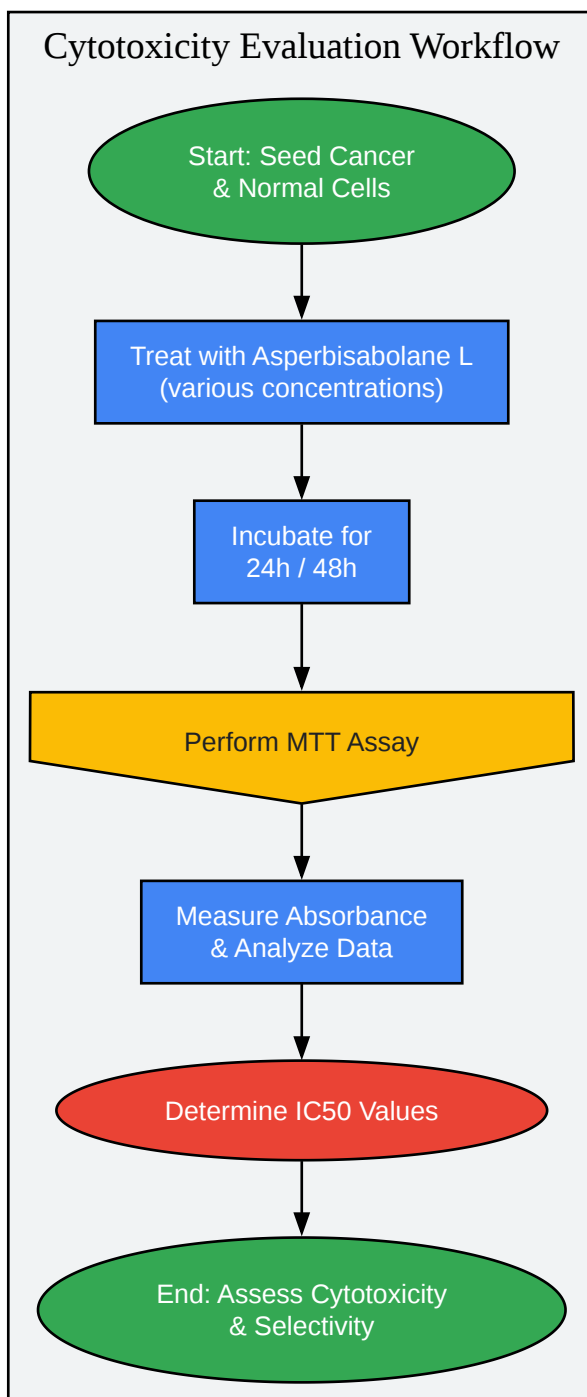 Cytotoxicity Evaluation Workflow
Start: Seed Cancer
& Normal Cells
Treat with Asperbisabolane L
(various concentrations)
Incubate for
24h / 48h
Perform MTT Assay
Measure Absorbance
& Analyze Data
Determine IC50 Values
End: Assess Cytotoxicity
& Selectivity